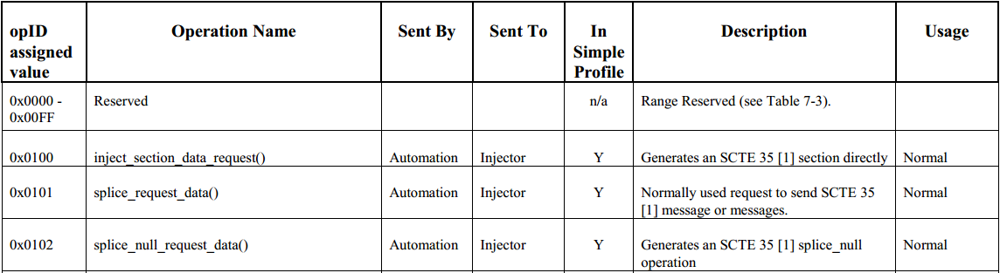 opID assigned value Operation Name Sent By Sent To In Simple Profile Description Usage
0x0000 - 0x00FF Reserved n/a Range Reserved (see Table 7-3).
0x0100 inject_section_data_request() Automation Injector Y Generates an SCTE 35 [1] section directly Normal
0x0101 splice_request_data() Automation Injector Y Normally used request to send SCTE 35 [1] message or messages. Normal
0x0102 splice_null_request_data() Automation Injector Y Generates an SCTE 35 [1] splice_null operation Normal